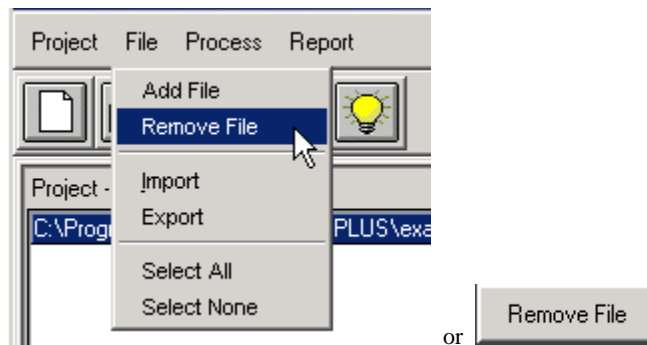 Project File Process Report
Add File
Remove File
Import
Project -
Export
C:\Prog PLUS\exa
Select All
Select None
or Remove File